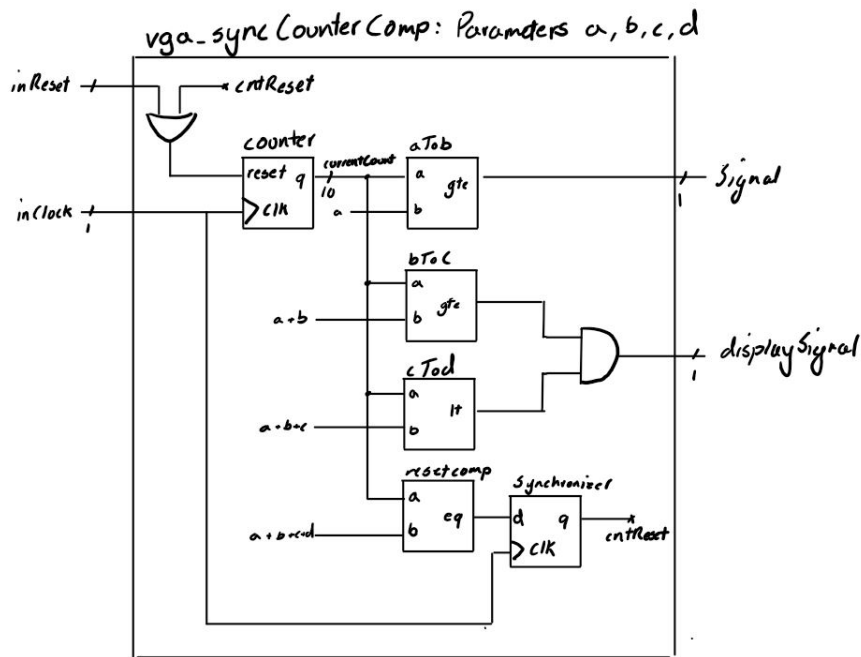 vga_sync CounterComp: Parameters a, b, c, d
inReset
cntReset
counter
reset q
clk
currentCount
10
aTob
a
gte
b
a
Signal
1
inClock
1
bToC
a
gte
b
a+b
displaySignal
1
cTod
a
lt
b
a+b+c
resetcomp
a
eq
b
a+b+c+d
Synchronizer
d q
clk
cntReset